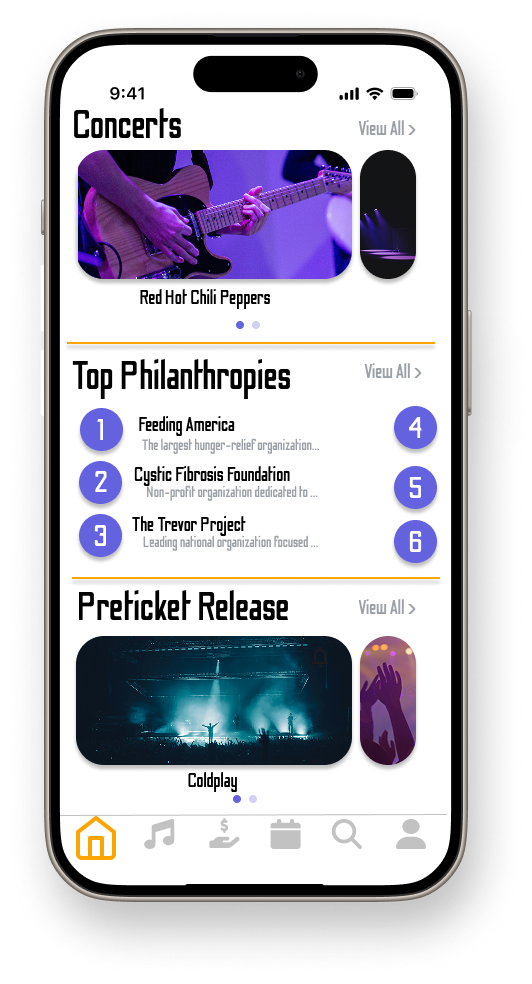 9:41
Concerts
View All >
Red Hot Chili Peppers
Top Philanthropies
View All >
1
Feeding America
The largest hunger-relief organization...
4
2
Cystic Fibrosis Foundation
Non-profit organization dedicated to ...
5
3
The Trevor Project
Leading national organization focused ...
6
Preticket Release
View All >
Coldplay